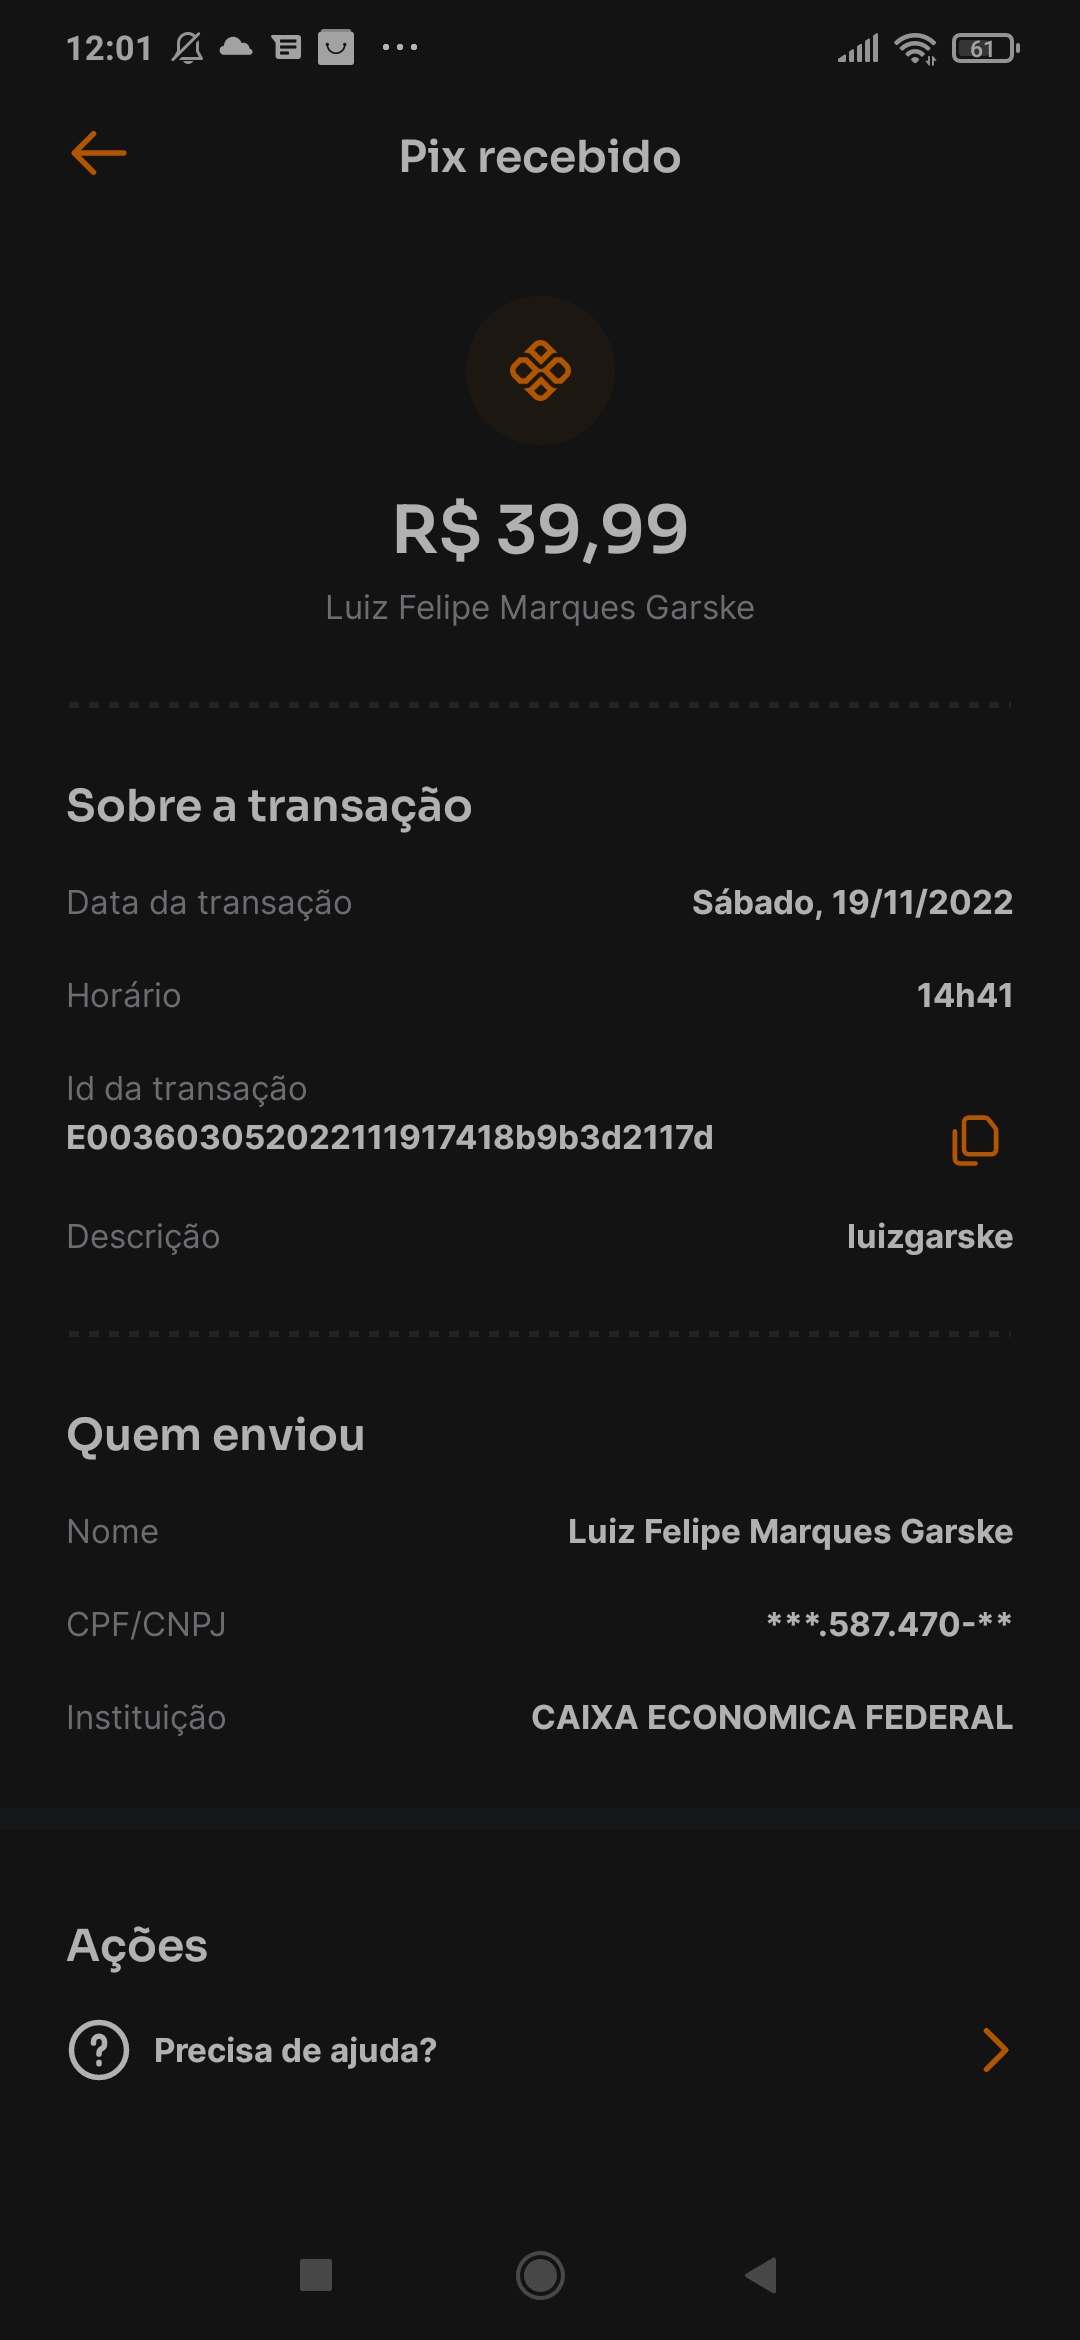 12:01
61
Pix recebido
R$ 39,99
Luiz Felipe Marques Garske
Sobre a transação
Data da transação Sábado, 19/11/2022
Horário 14h41
Id da transação
E003603052022111917418b9b3d2117d
Descrição luizgarske
Quem enviou
Nome Luiz Felipe Marques Garske
CPF/CNPJ ***.587.470-**
Instituição CAIXA ECONOMICA FEDERAL
Ações
Precisa de ajuda?